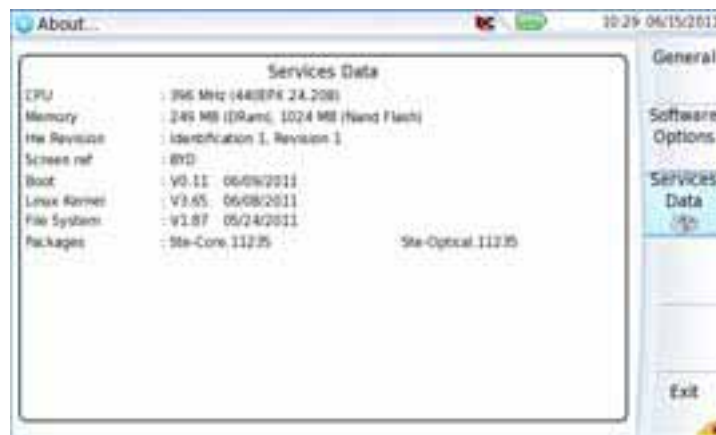 About...
10:29 06/15/2011
Services Data
CPU : 396 MHz (440EPX 24.208)
Memory : 249 MB (DRam), 1024 MB (Nand Flash)
Hw Revision : Identification 1, Revision 1
Screen ref : BYD
Boot : V0.11 06/09/2011
Linux Kernel : V3.65 06/08/2011
File System : V1.87 05/24/2011
Packages : Ste-Core.11235 Ste-Optical.11235
General
Software
Options
Services
Data
Exit